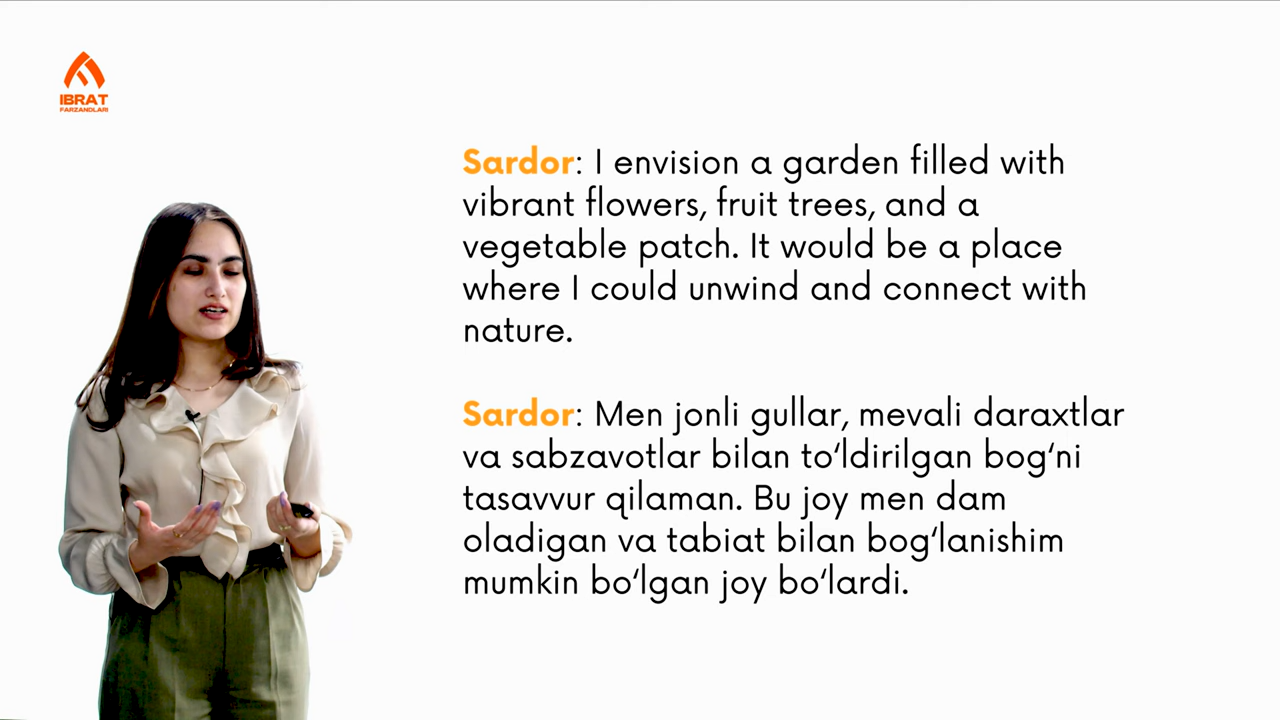 IBRAT
FARZANDLARI
Sardor: I envision a garden filled with
vibrant flowers, fruit trees, and a
vegetable patch. It would be a place
where I could unwind and connect with
nature.
Sardor: Men jonli gullar, mevali daraxtlar
va sabzavotlar bilan to‘ldirilgan bog‘ni
tasavvur qilaman. Bu joy men dam
oladigan va tabiat bilan bog‘lanishim
mumkin bo‘lgan joy bo‘lardi.